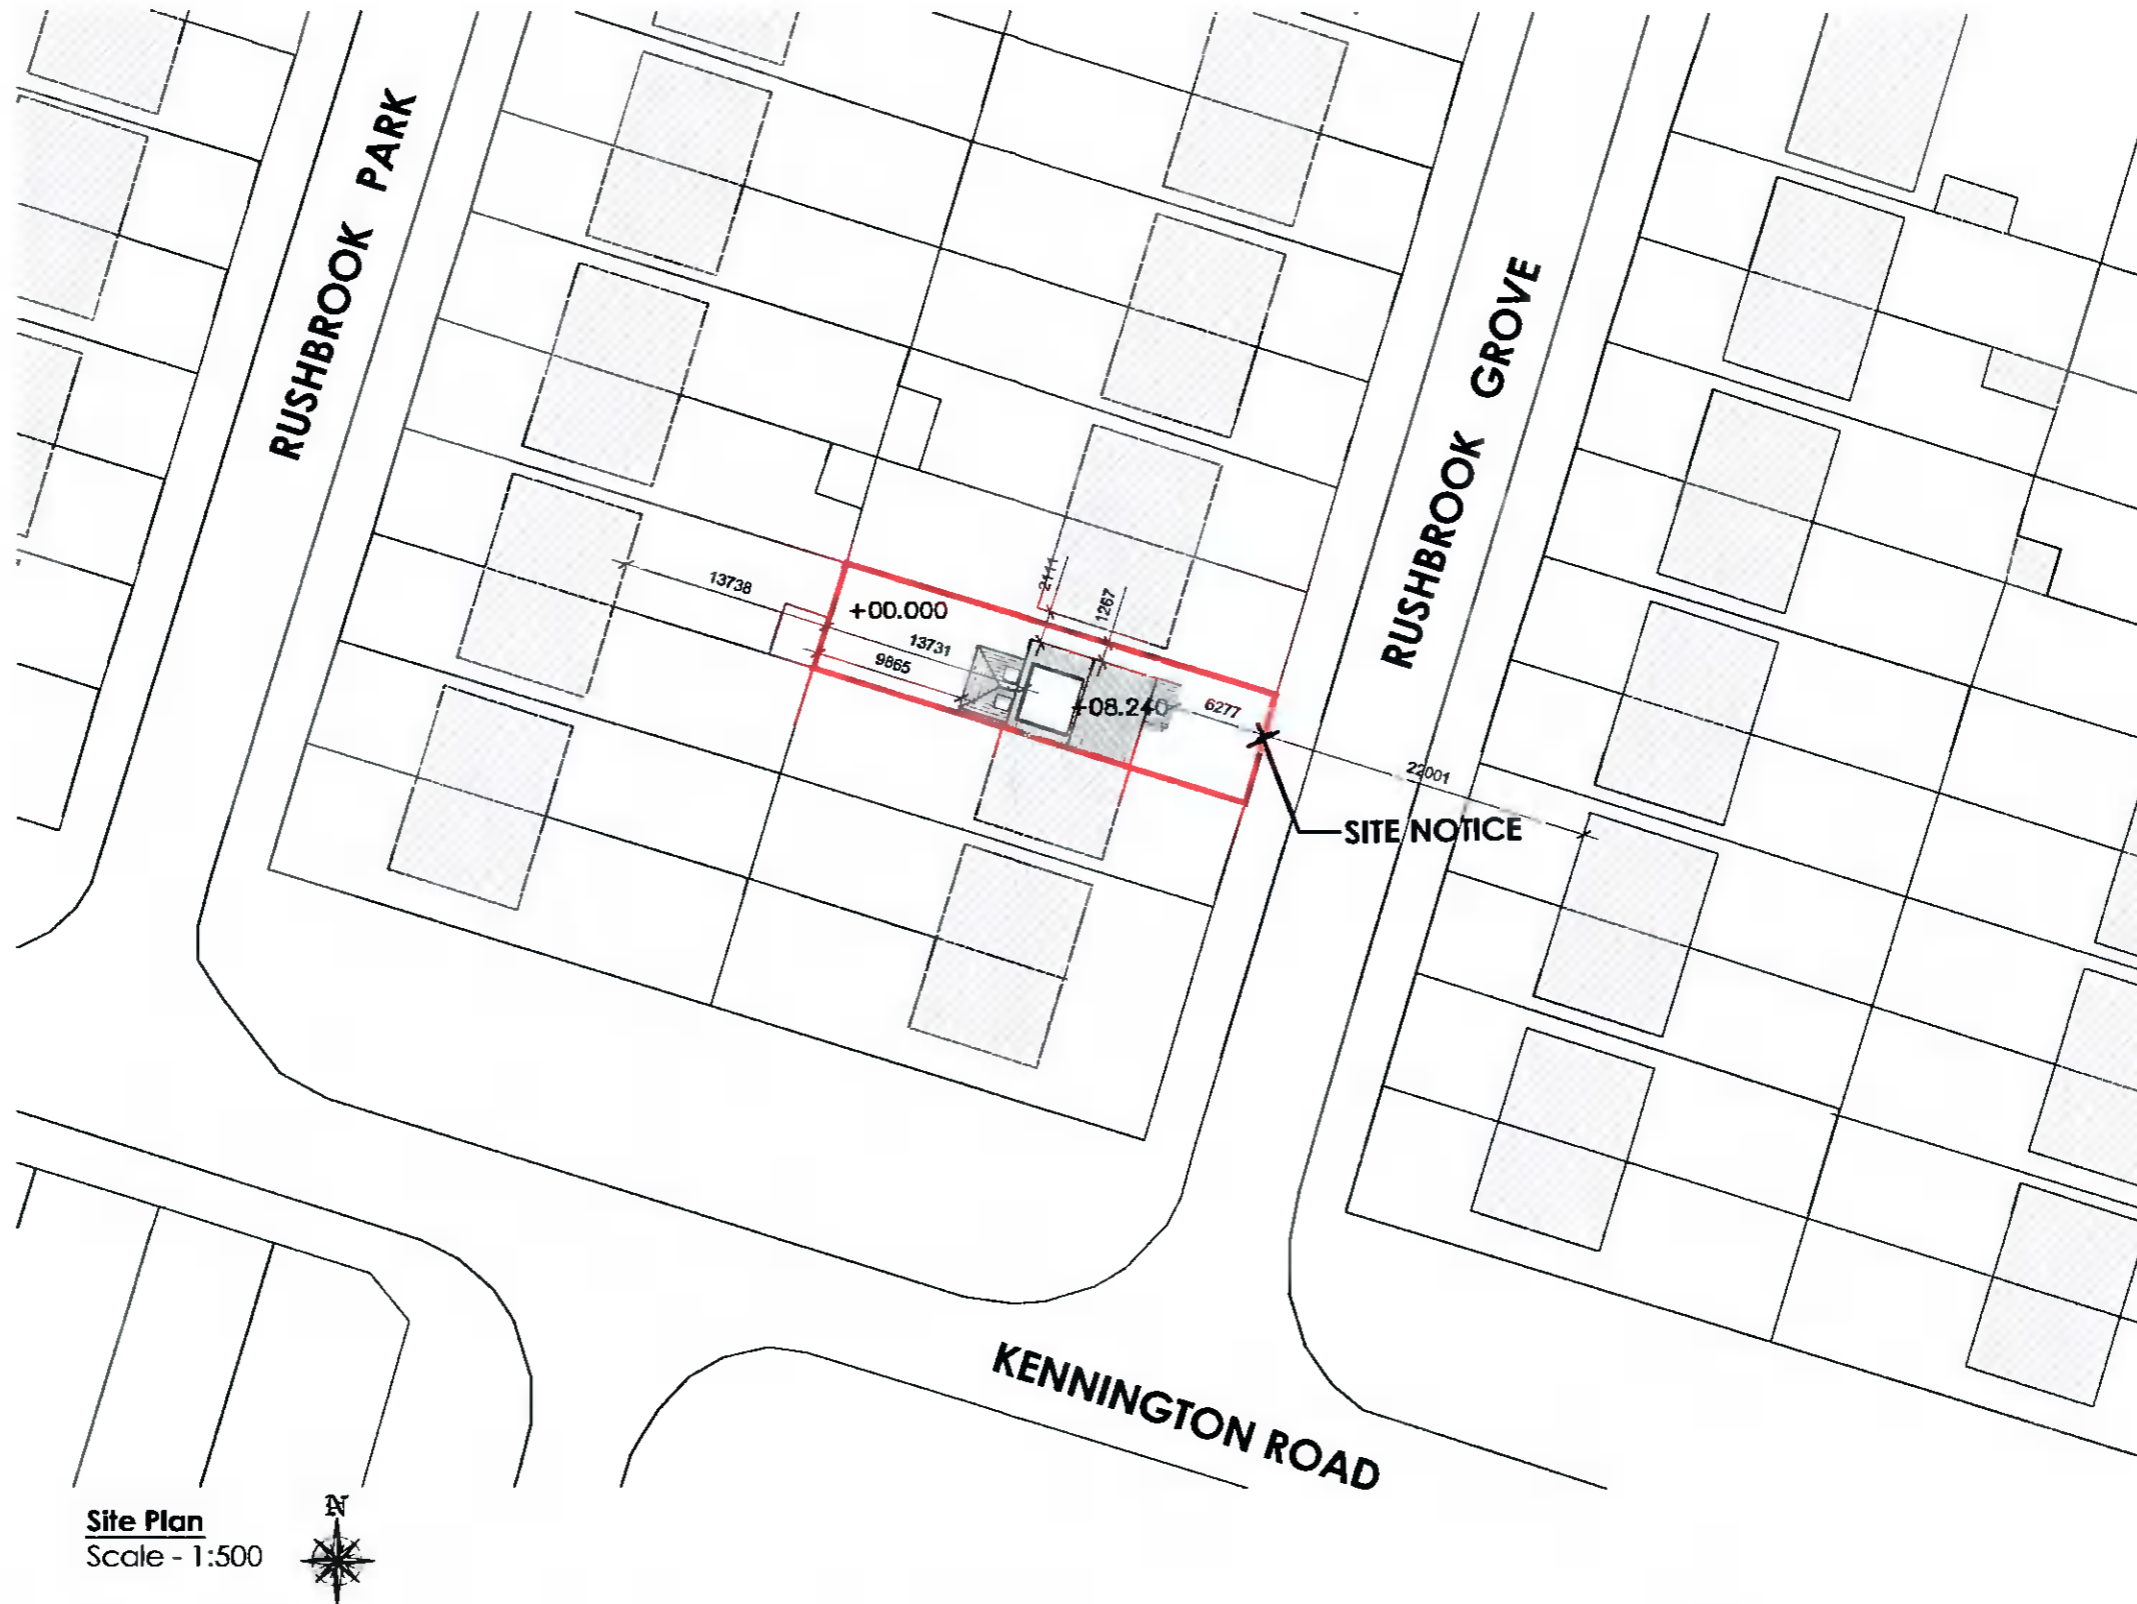 RUSHBROOK PARK
RUSHBROOK GROVE
13738
+00.000
2111
1267
13731
9865
+08.240
6277
22001
SITE NOTICE
KENNINGTON ROAD
N
Site Plan
Scale - 1:500